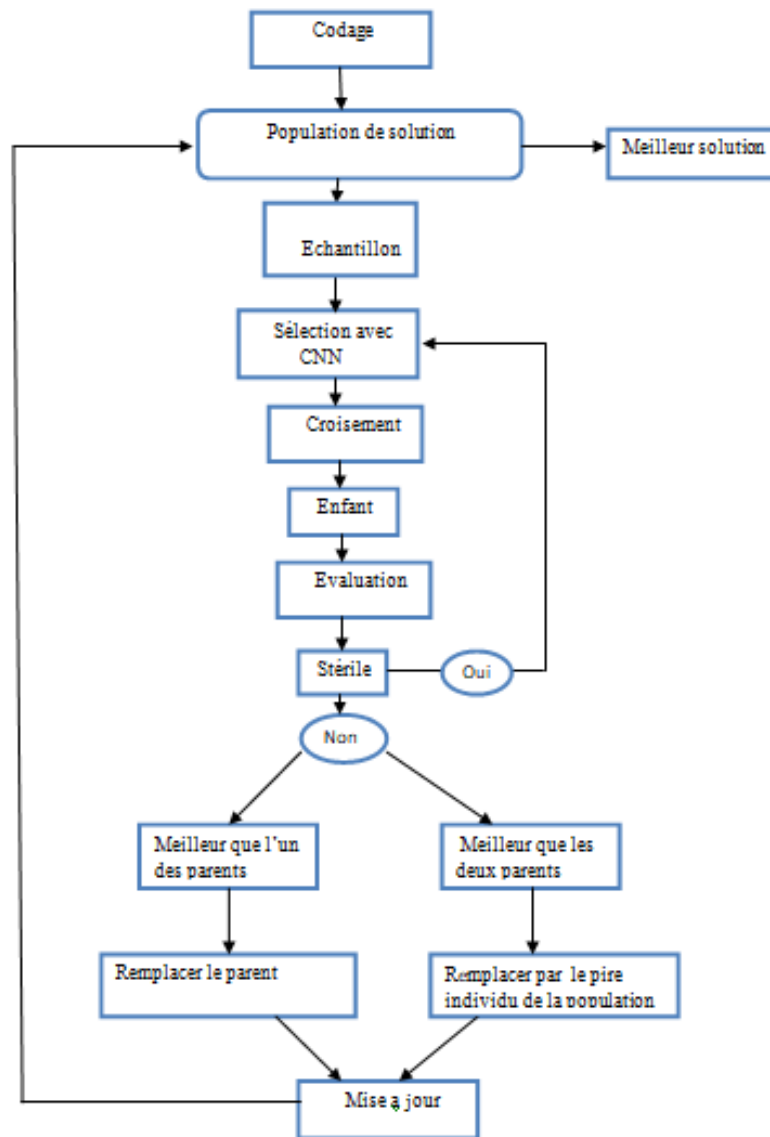 Codage
Population de solution
Meilleur solution
Echantillon
Sélection avec
CNN
Croisement
Enfant
Evaluation
Stérile
Oui
Non
Meilleur que l'un
des parents
Meilleur que les
deux parents
Remplacer le parent
Remplacer par le pire
individu de la population
Mise a jour